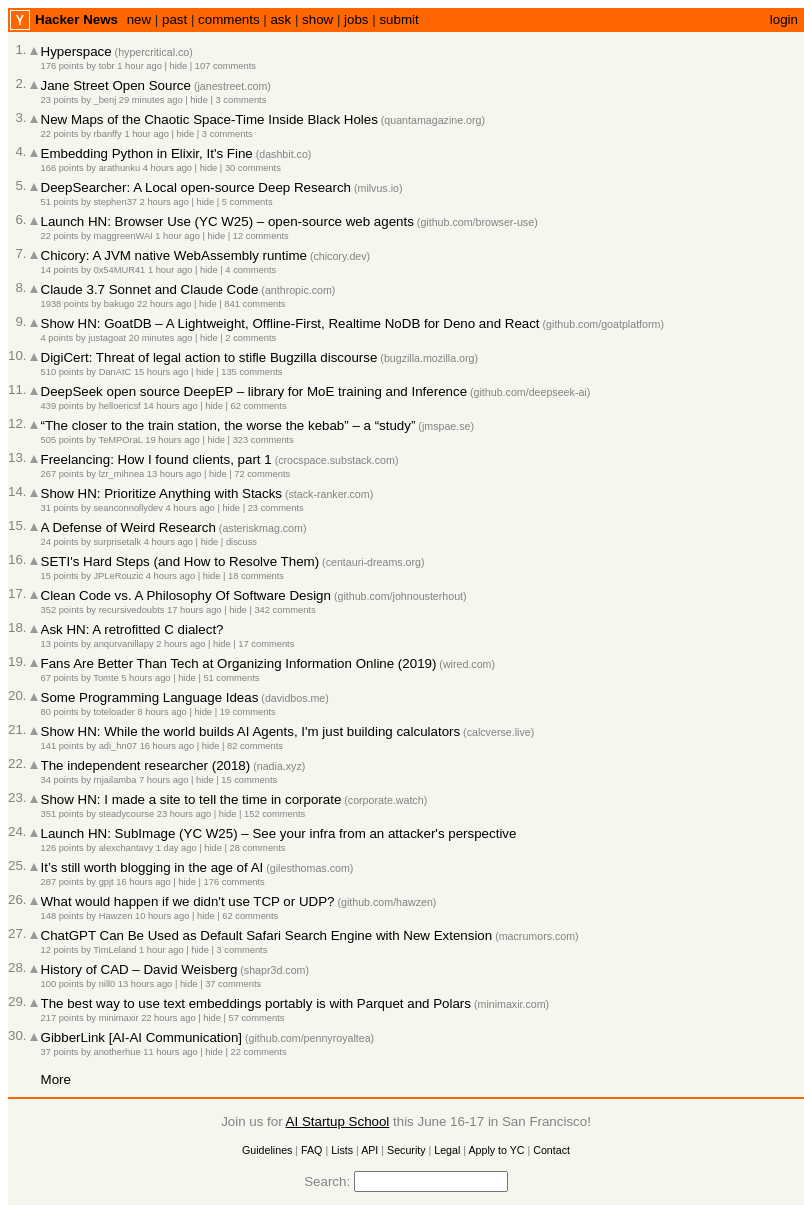 Y Hacker News new | past | comments | ask | show | jobs | submit login
1. Hyperspace (hypercritical.co)
176 points by tobr 1 hour ago | hide | 107 comments
2. Jane Street Open Source (janestreet.com)
23 points by _benj 29 minutes ago | hide | 3 comments
3. New Maps of the Chaotic Space-Time Inside Black Holes (quantamagazine.org)
22 points by rbanffy 1 hour ago | hide | 3 comments
4. Embedding Python in Elixir, It's Fine (dashbit.co)
166 points by arathunku 4 hours ago | hide | 30 comments
5. DeepSearcher: A Local open-source Deep Research (milvus.io)
51 points by stephen37 2 hours ago | hide | 5 comments
6. Launch HN: Browser Use (YC W25) – open-source web agents (github.com/browser-use)
22 points by maggreenWAI 1 hour ago | hide | 12 comments
7. Chicory: A JVM native WebAssembly runtime (chicory.dev)
14 points by 0x54MUR41 1 hour ago | hide | 4 comments
8. Claude 3.7 Sonnet and Claude Code (anthropic.com)
1938 points by bakugo 22 hours ago | hide | 841 comments
9. Show HN: GoatDB – A Lightweight, Offline-First, Realtime NoDB for Deno and React (github.com/goatplatform)
4 points by justagoat 20 minutes ago | hide | 2 comments
10. DigiCert: Threat of legal action to stifle Bugzilla discourse (bugzilla.mozilla.org)
510 points by DanAtC 15 hours ago | hide | 135 comments
11. DeepSeek open source DeepEP – library for MoE training and Inference (github.com/deepseek-ai)
439 points by helloericsf 14 hours ago | hide | 62 comments
12. “The closer to the train station, the worse the kebab” – a “study” (jmspae.se)
505 points by TeMPOraL 19 hours ago | hide | 323 comments
13. Freelancing: How I found clients, part 1 (crocspace.substack.com)
267 points by lzr_mihnea 13 hours ago | hide | 72 comments
14. Show HN: Prioritize Anything with Stacks (stack-ranker.com)
31 points by seanconnollydev 4 hours ago | hide | 23 comments
15. A Defense of Weird Research (asteriskmag.com)
24 points by surprisetalk 4 hours ago | hide | discuss
16. SETI's Hard Steps (and How to Resolve Them) (centauri-dreams.org)
15 points by JPLeRouzic 4 hours ago | hide | 18 comments
17. Clean Code vs. A Philosophy Of Software Design (github.com/johnousterhout)
352 points by recursivedoubts 17 hours ago | hide | 342 comments
18. Ask HN: A retrofitted C dialect?
13 points by anqurvanillapy 2 hours ago | hide | 17 comments
19. Fans Are Better Than Tech at Organizing Information Online (2019) (wired.com)
67 points by Tomte 5 hours ago | hide | 51 comments
20. Some Programming Language Ideas (davidbos.me)
80 points by toteloader 8 hours ago | hide | 19 comments
21. Show HN: While the world builds AI Agents, I'm just building calculators (calcverse.live)
141 points by adi_hn07 16 hours ago | hide | 82 comments
22. The independent researcher (2018) (nadia.xyz)
34 points by mjailamba 7 hours ago | hide | 15 comments
23. Show HN: I made a site to tell the time in corporate (corporate.watch)
351 points by steadycourse 23 hours ago | hide | 152 comments
24. Launch HN: SubImage (YC W25) – See your infra from an attacker's perspective
126 points by alexchantavy 1 day ago | hide | 28 comments
25. It’s still worth blogging in the age of AI (gilesthomas.com)
287 points by gpjt 16 hours ago | hide | 176 comments
26. What would happen if we didn't use TCP or UDP? (github.com/hawzen)
148 points by Hawzen 10 hours ago | hide | 62 comments
27. ChatGPT Can Be Used as Default Safari Search Engine with New Extension (macrumors.com)
12 points by TimLeland 1 hour ago | hide | 3 comments
28. History of CAD – David Weisberg (shapr3d.com)
100 points by nill0 13 hours ago | hide | 37 comments
29. The best way to use text embeddings portably is with Parquet and Polars (minimaxir.com)
217 points by minimaxir 22 hours ago | hide | 57 comments
30. GibberLink [AI-AI Communication] (github.com/pennyroyaltea)
37 points by anotherhue 11 hours ago | hide | 22 comments
More
Join us for AI Startup School this June 16-17 in San Francisco!
Guidelines | FAQ | Lists | API | Security | Legal | Apply to YC | Contact
Search: